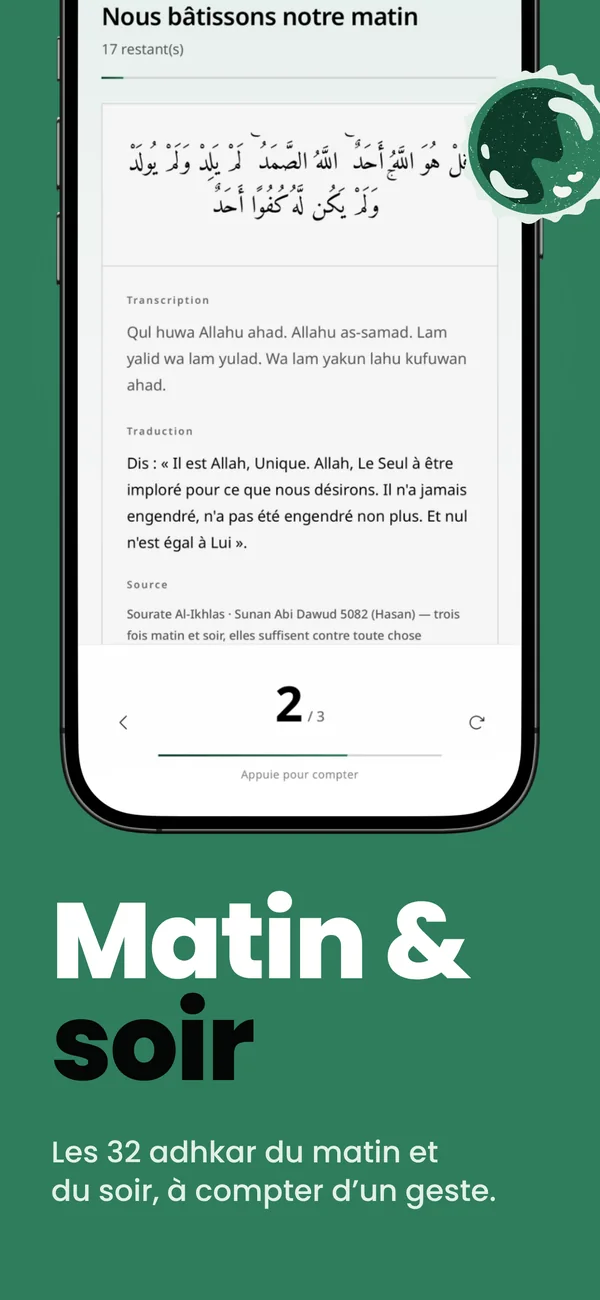 Nous bâtissons notre matin
17 restant(s)
قُلْ هُوَ اللَّهُ أَحَدٌ ۝ اللَّهُ الصَّمَدُ ۝ لَمْ يَلِدْ وَلَمْ يُولَدْ
وَلَمْ يَكُن لَّهُ كُفُوًا أَحَدٌ
Transcription
Qul huwa Allahu ahad. Allahu as-samad. Lam
yalid wa lam yulad. Wa lam yakun lahu kufuwan
ahad.
Traduction
Dis : « Il est Allah, Unique. Allah, Le Seul à être
imploré pour ce que nous désirons. Il n'a jamais
engendré, n'a pas été engendré non plus. Et nul
n'est égal à Lui ».
Source
Sourate Al-Ikhlas · Sunan Abi Dawud 5082 (Hasan) — trois
fois matin et soir, elles suffisent contre toute chose
2 / 3
Appuie pour compter
Matin &
soir
Les 32 adhkar du matin et
du soir, à compter d’un geste.